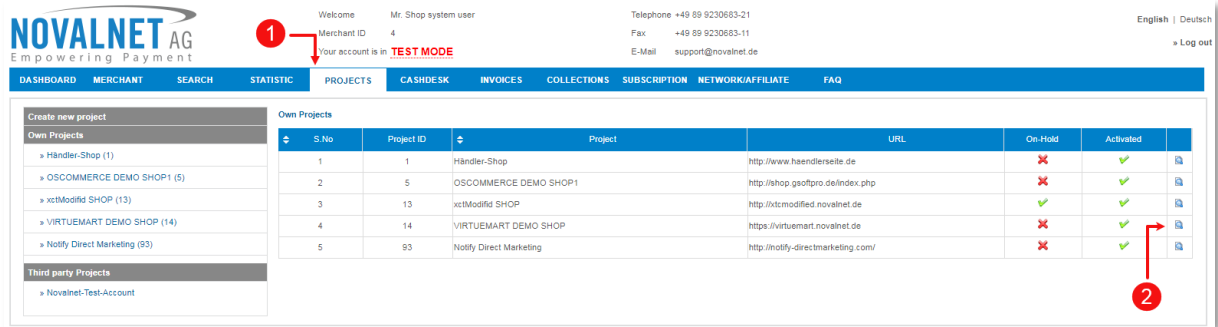 NOVALNET AG
Empowering Payment
Welcome Mr. Shop system user
Merchant ID 4
Your account is in TEST MODE
Telephone +49 89 9230683-21
Fax +49 89 9230683-11
E-Mail support@novalnet.de
English | Deutsch
» Log out
1
DASHBOARD MERCHANT SEARCH STATISTIC PROJECTS CASHDESK INVOICES COLLECTIONS SUBSCRIPTION NETWORK/AFFILIATE FAQ
Create new project
Own Projects
» Händler-Shop (1)
» OSCOMMERCE DEMO SHOP1 (5)
» xctModifid SHOP (13)
» VIRTUEMART DEMO SHOP (14)
» Notify Direct Marketing (93)
Third party Projects
» Novalnet-Test-Account
Own Projects
S.No Project ID Project URL On-Hold Activated
1 1 Händler-Shop http://www.haendlerseite.de
2 5 OSCOMMERCE DEMO SHOP1 http://shop.gsoftpro.de/index.php
3 13 xctModifid SHOP http://xtcmodified.novalnet.de
4 14 VIRTUEMART DEMO SHOP https://virtuemart.novalnet.de
5 93 Notify Direct Marketing http://notify-directmarketing.com/
2